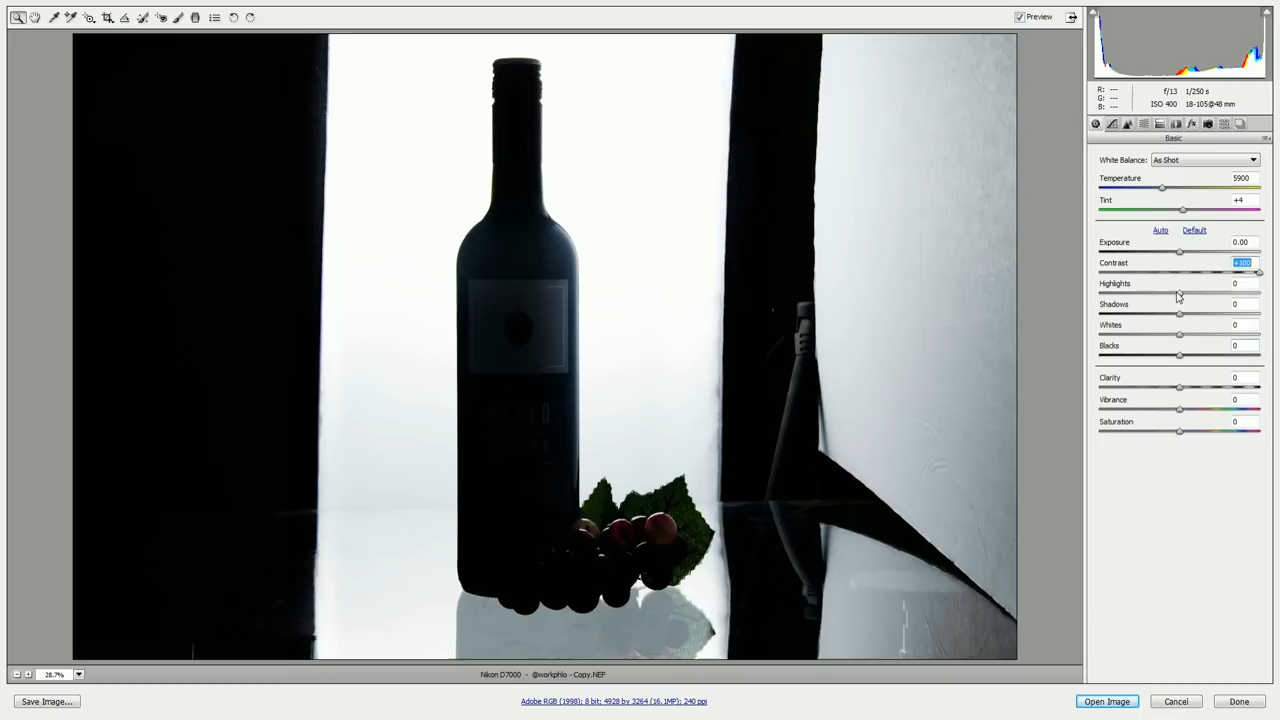 Preview
R: ---
G: ---
B: ---
f/13 1/250 s
ISO 400 18-105@48 mm
Basic
White Balance: As Shot
Temperature 5900
Tint +4
Auto Default
Exposure 0.00
Contrast +100
Highlights 0
Shadows 0
Whites 0
Blacks 0
Clarity 0
Vibrance 0
Saturation 0
28.7%
Nikon D7000 - @workphlo - Copy.NEF
Save Image...
Adobe RGB (1998); 8 bit; 4928 by 3264 (16.1MP); 240 ppi
Open Image
Cancel
Done